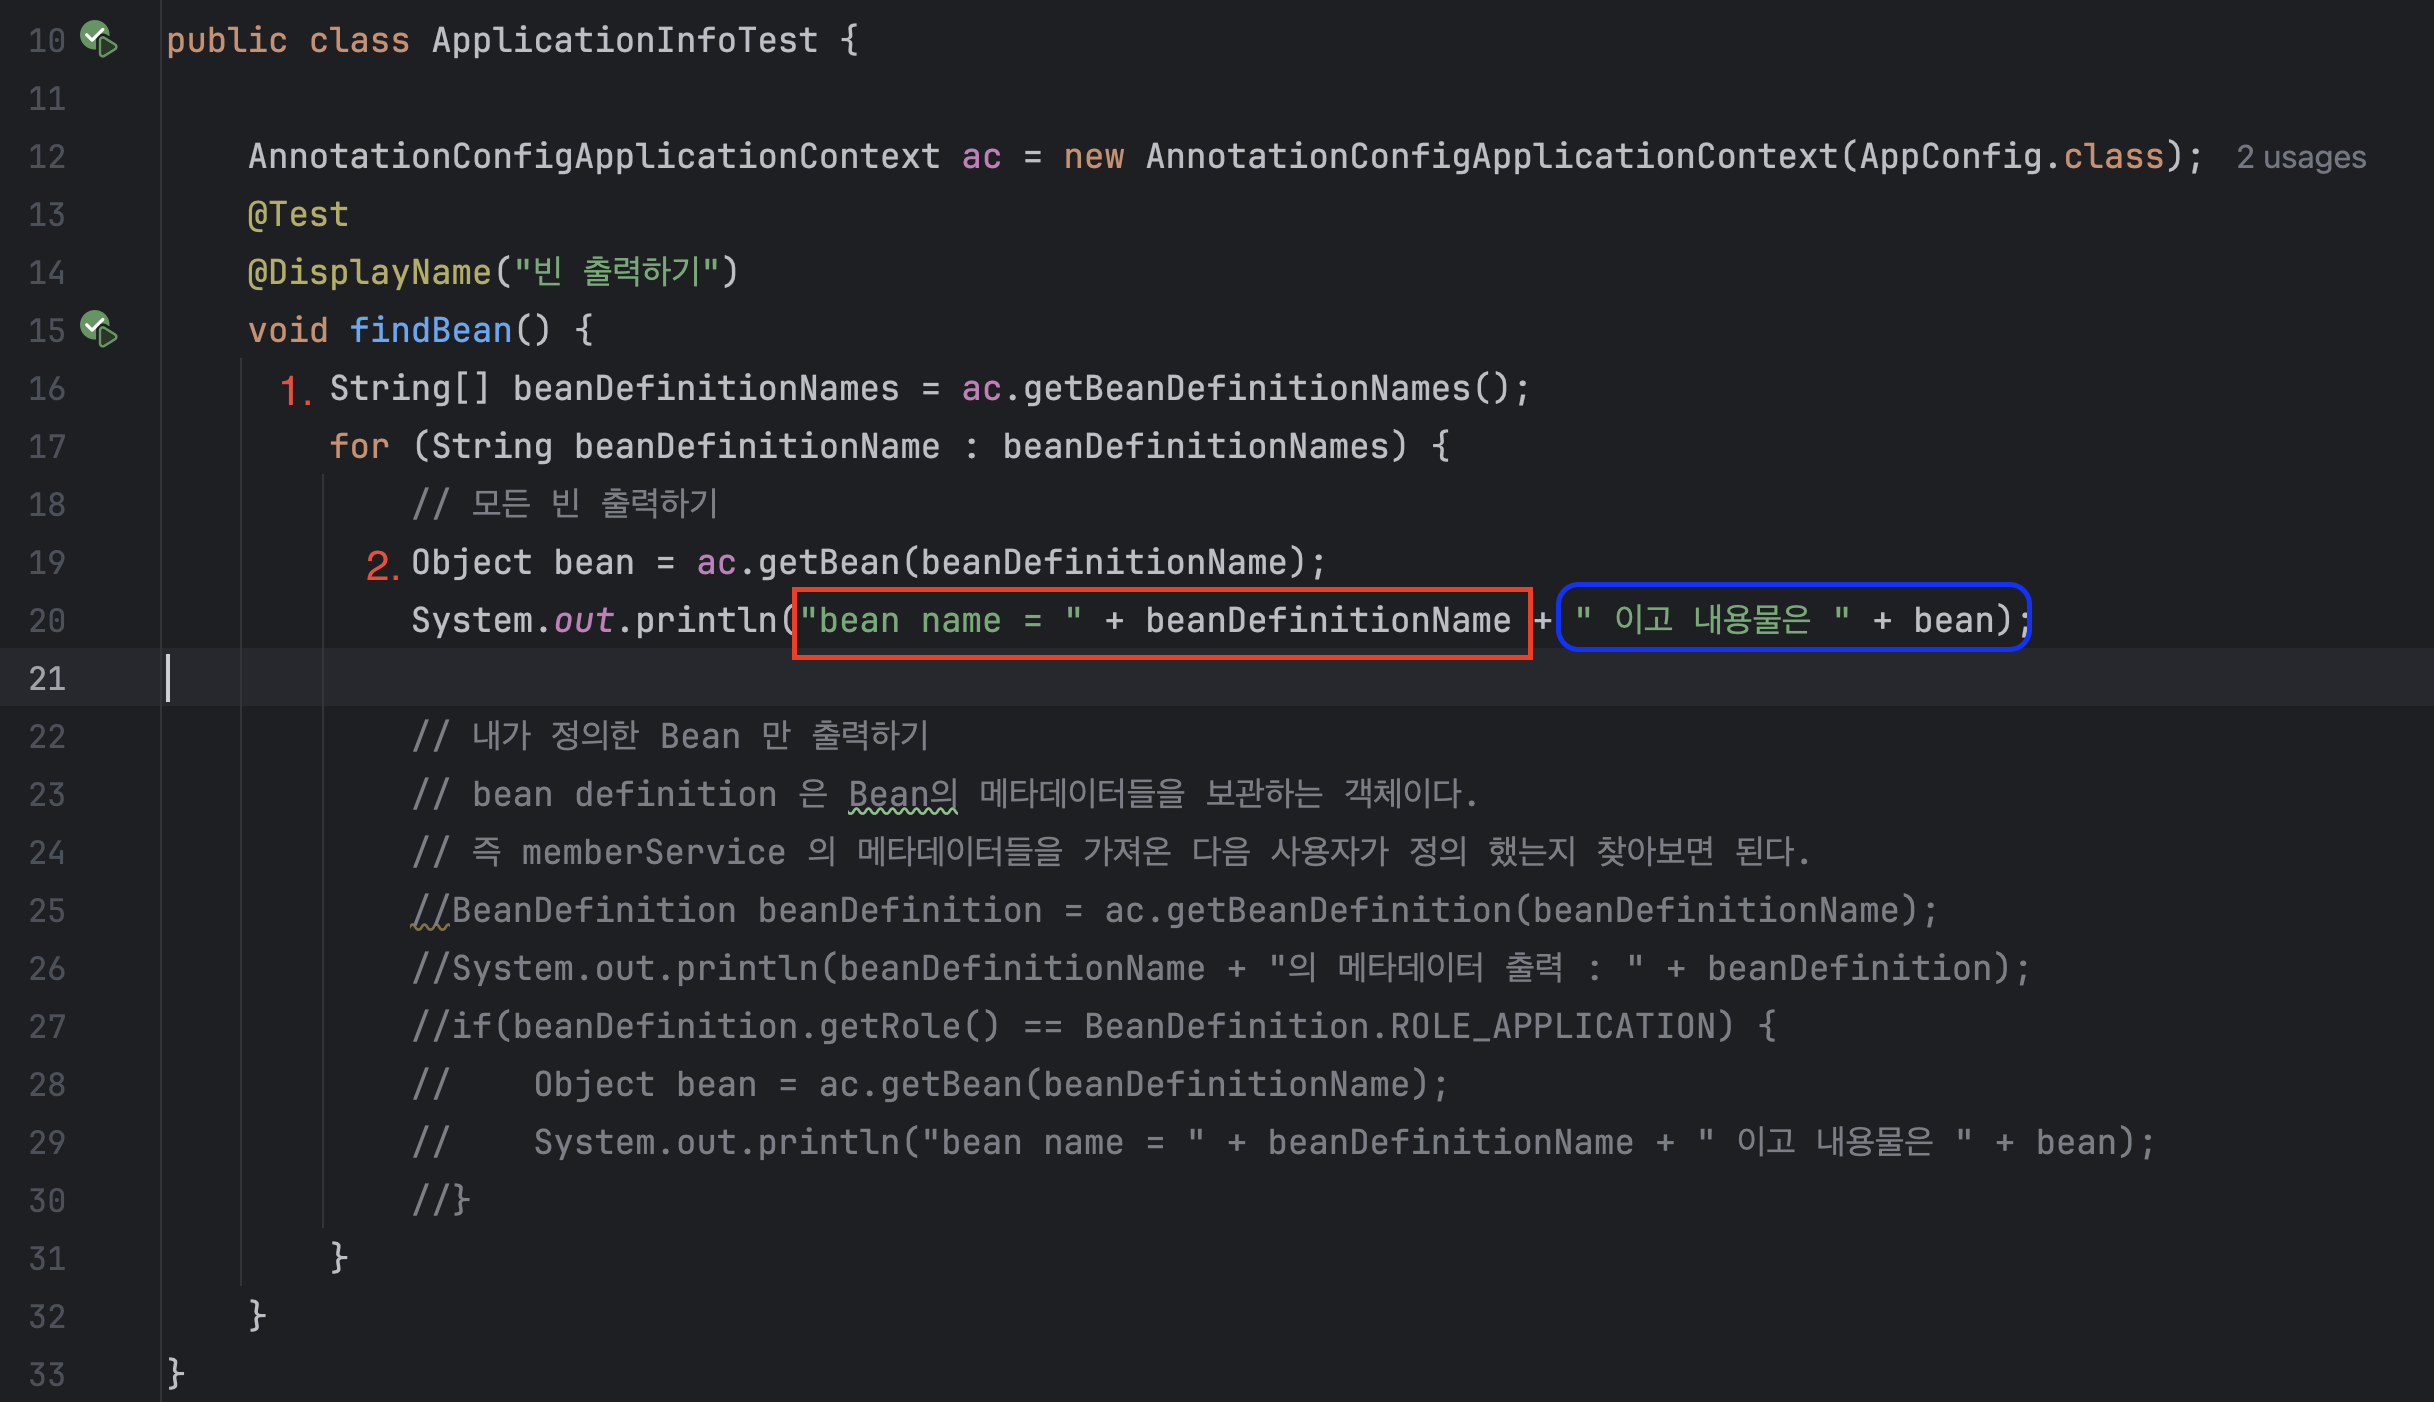 10 public class ApplicationInfoTest {
11
12 AnnotationConfigApplicationContext ac = new AnnotationConfigApplicationContext(AppConfig.class); 2 usages
13 @Test
14 @DisplayName("빈 출력하기")
15 void findBean() {
16 1. String[] beanDefinitionNames = ac.getBeanDefinitionNames();
17 for (String beanDefinitionName : beanDefinitionNames) {
18 // 모든 빈 출력하기
19 2. Object bean = ac.getBean(beanDefinitionName);
20 System.out.println("bean name = " + beanDefinitionName + " 이고 내용물은 " + bean);
21
22 // 내가 정의한 Bean 만 출력하기
23 // bean definition 은 Bean의 메타데이터들을 보관하는 객체이다.
24 // 즉 memberService 의 메타데이터들을 가져온 다음 사용자가 정의 했는지 찾아보면 된다.
25 //BeanDefinition beanDefinition = ac.getBeanDefinition(beanDefinitionName);
26 //System.out.println(beanDefinitionName + "의 메타데이터 출력 : " + beanDefinition);
27 //if(beanDefinition.getRole() == BeanDefinition.ROLE_APPLICATION) {
28 // Object bean = ac.getBean(beanDefinitionName);
29 // System.out.println("bean name = " + beanDefinitionName + " 이고 내용물은 " + bean);
30 //}
31 }
32 }
33 }